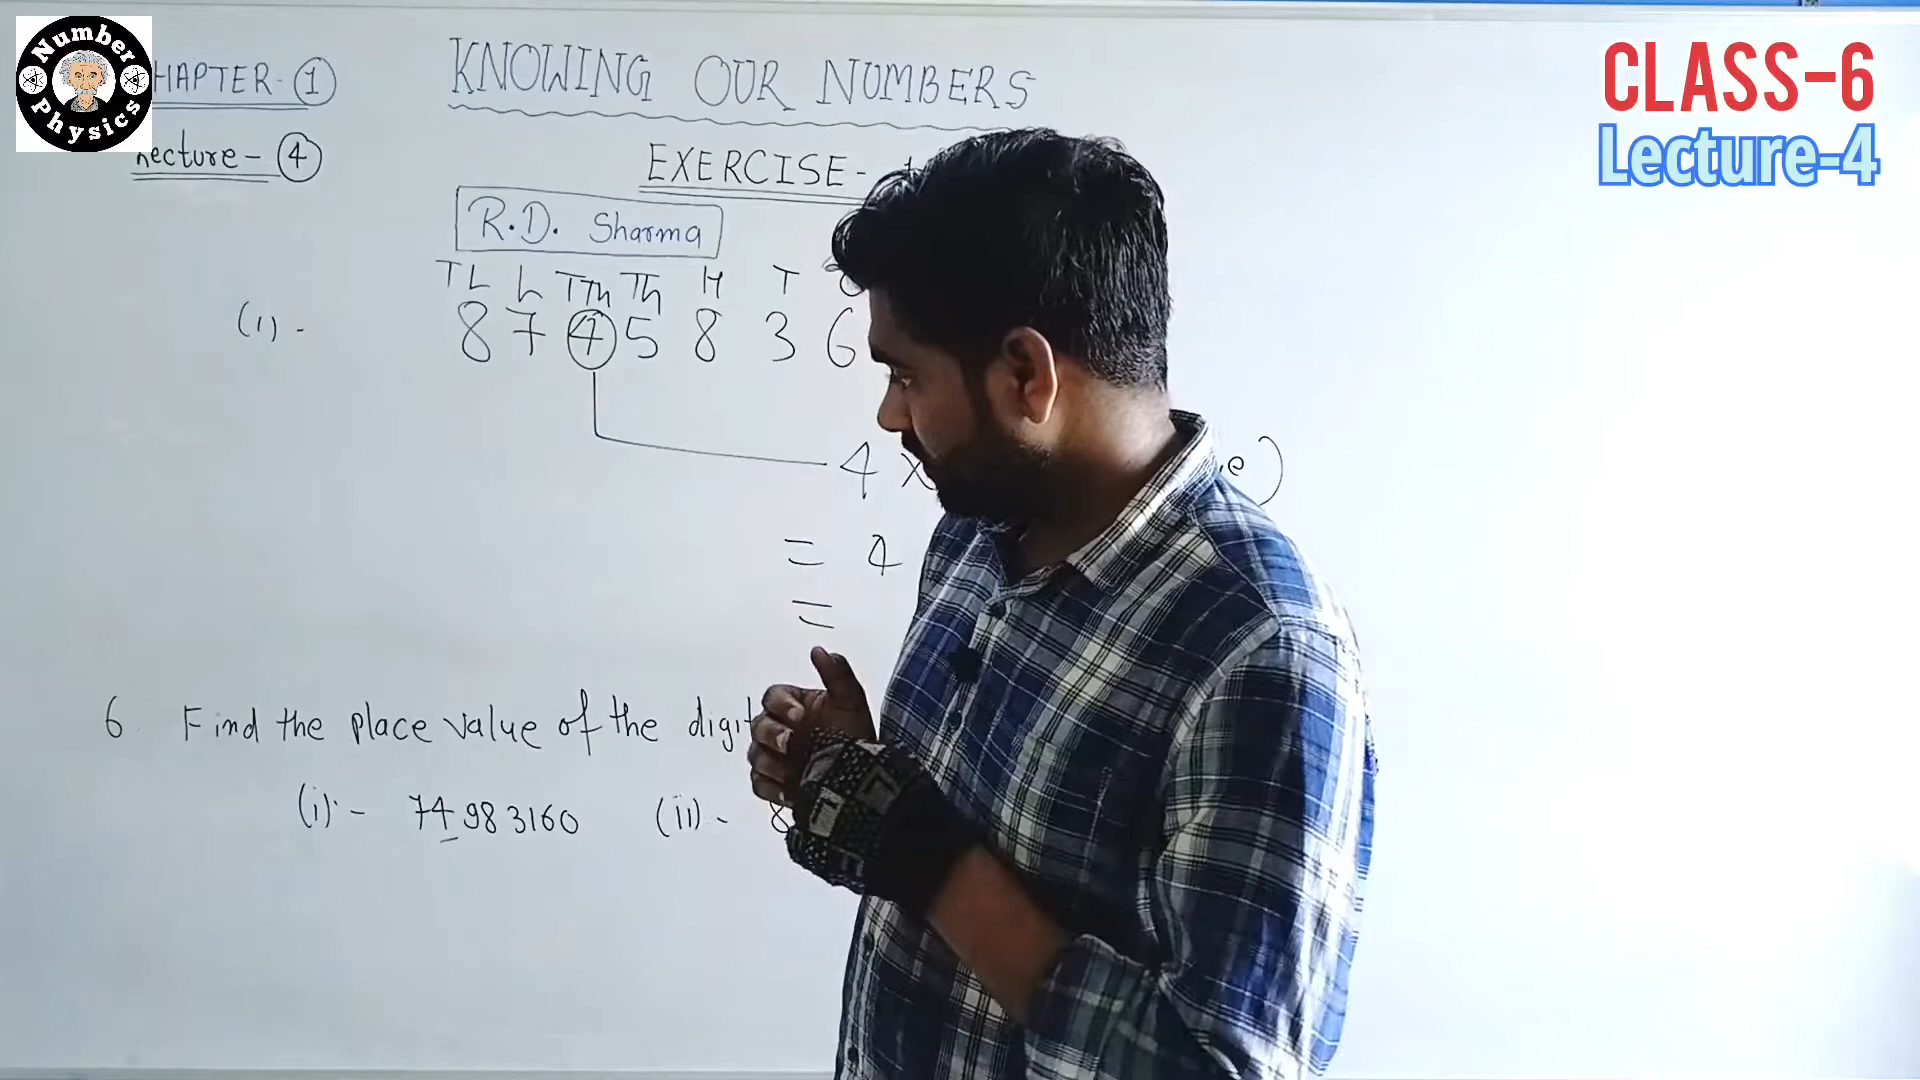 Number Physics
CHAPTER - 1
KNOWING OUR NUMBERS
CLASS-6
Lecture-4
Lecture - 4
EXERCISE -
R.D. Sharma
TL L TTh Th H T
(i) - 8 7 4 5 8 3 6
4 ×
= 4
=
6 Find the place value of the digit
(i) - 74983160 (ii) - 8